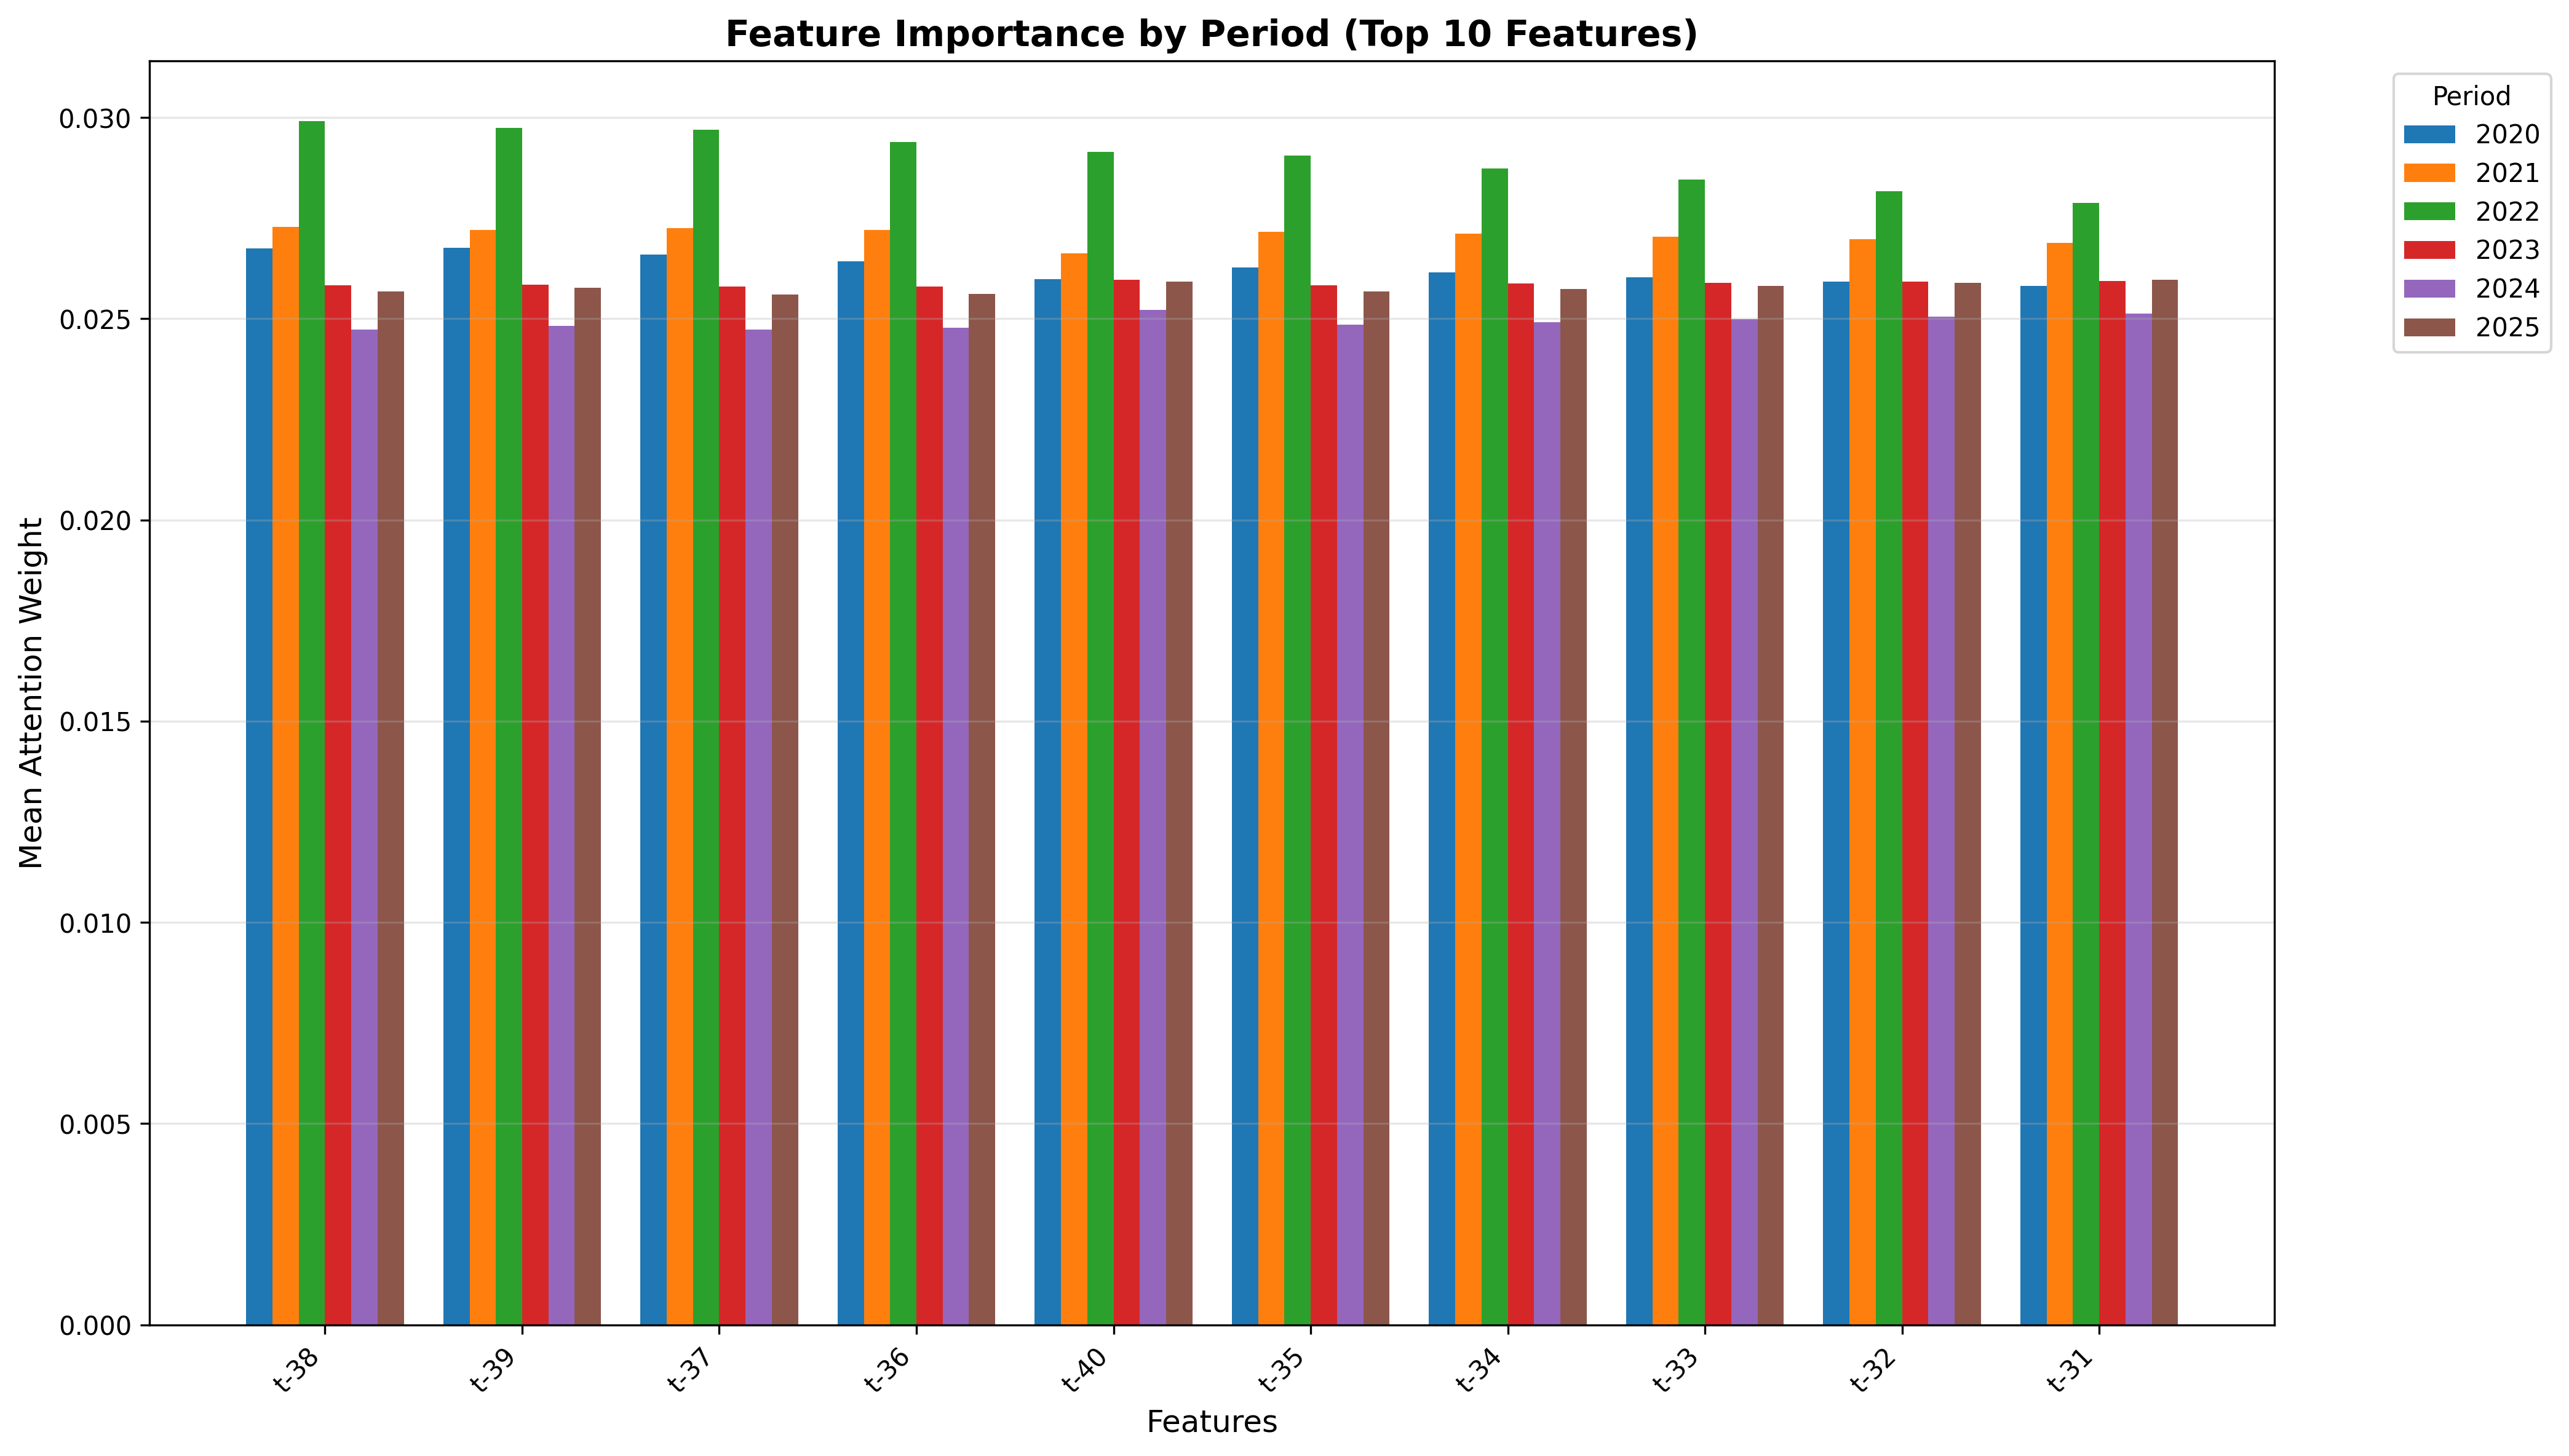 Feature Importance by Period (Top 10 Features)
Period
2020
2021
2022
2023
2024
2025
Mean Attention Weight
0.030
0.025
0.020
0.015
0.010
0.005
0.000
t-38
t-39
t-37
t-36
t-40
t-35
t-34
t-33
t-32
t-31
Features